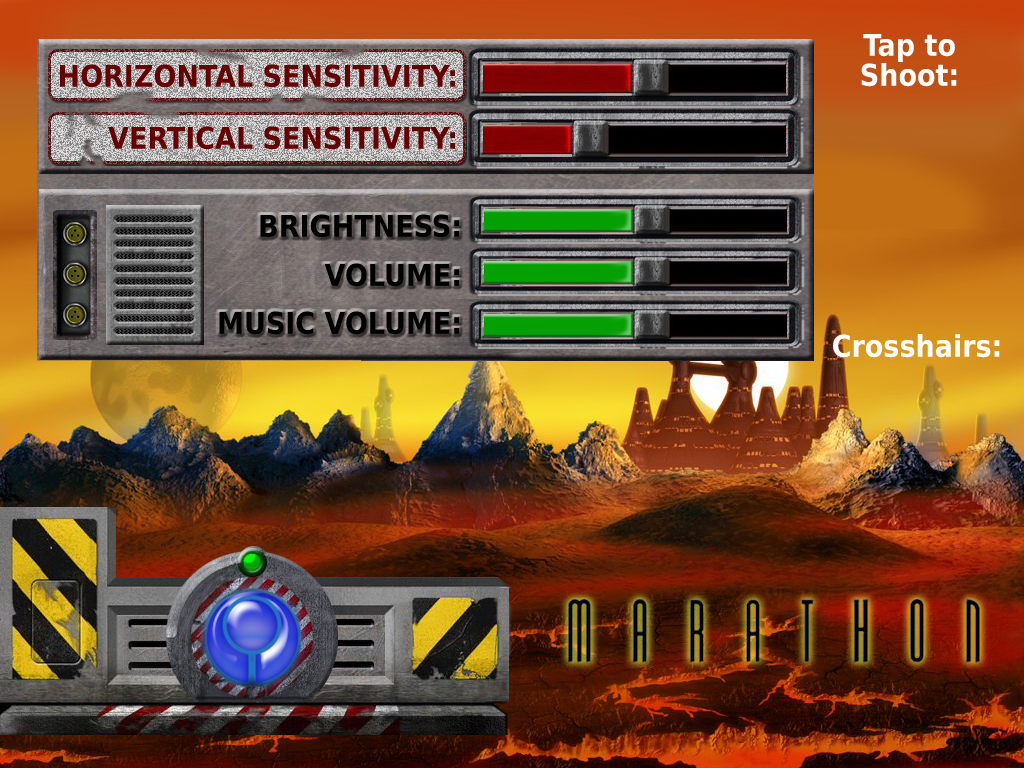 HORIZONTAL SENSITIVITY:
VERTICAL SENSITIVITY:
BRIGHTNESS:
VOLUME:
MUSIC VOLUME:
Tap to
Shoot:
Crosshairs:
MARATHON